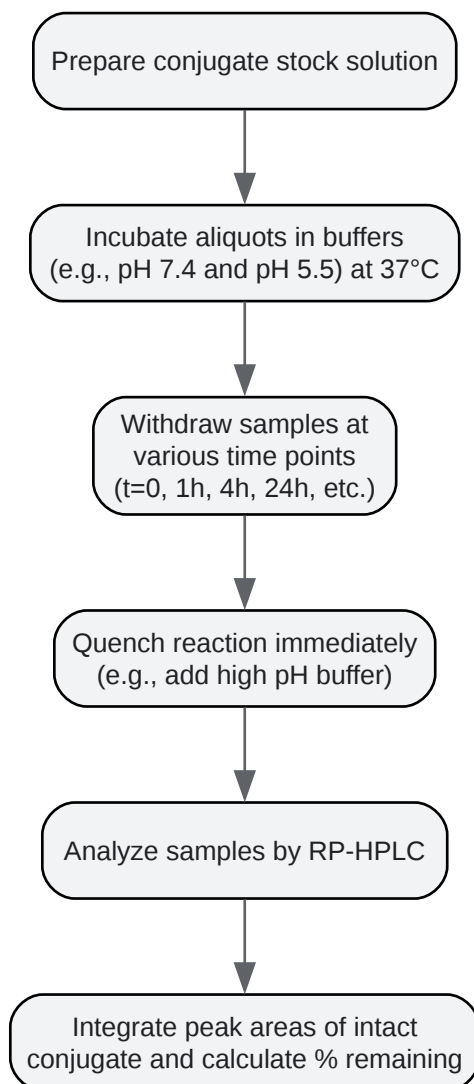 Prepare conjugate stock solution
Incubate aliquots in buffers
(e.g., pH 7.4 and pH 5.5) at 37°C
Withdraw samples at
various time points
(t=0, 1h, 4h, 24h, etc.)
Quench reaction immediately
(e.g., add high pH buffer)
Analyze samples by RP-HPLC
Integrate peak areas of intact
conjugate and calculate % remaining